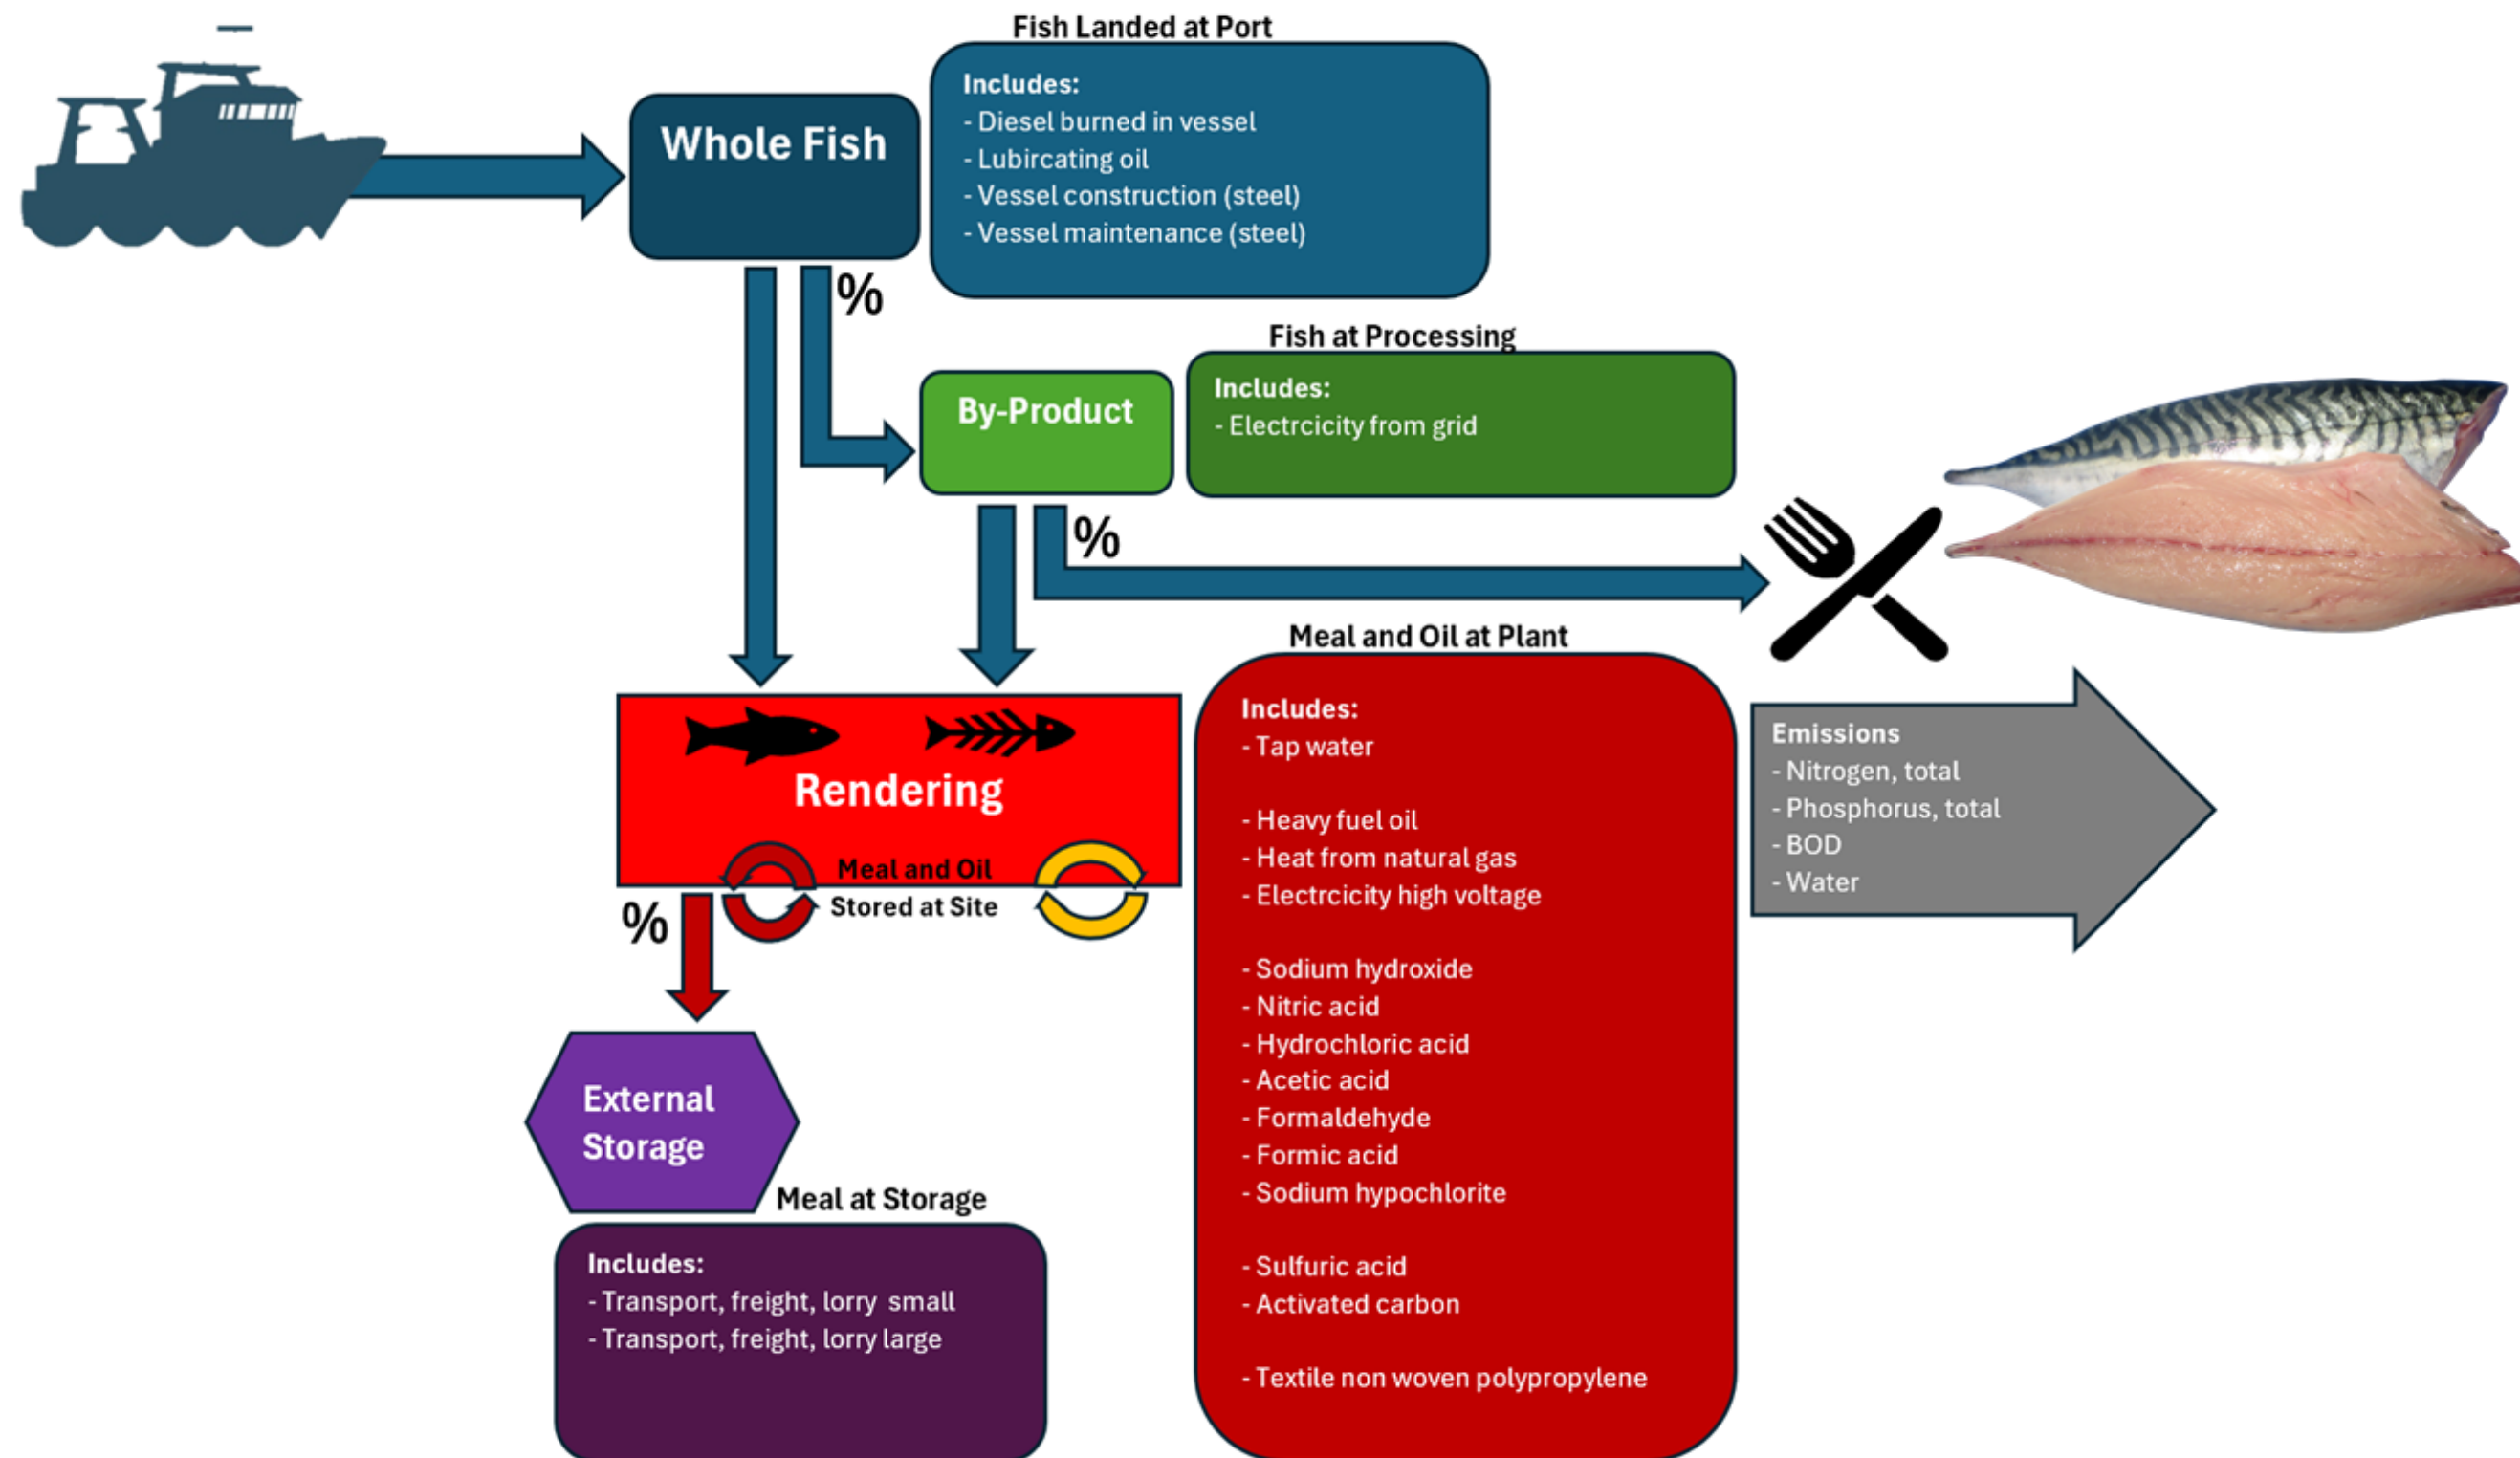 Fish Landed at Port
Whole Fish
Includes:
- Diesel burned in vessel
- Lubircating oil
- Vessel construction (steel)
- Vessel maintenance (steel)
%
Fish at Processing
By-Product
Includes:
- Electrcicity from grid
%
Meal and Oil at Plant
Rendering
Meal and Oil
Stored at Site
%
Includes:
- Tap water
- Heavy fuel oil
- Heat from natural gas
- Electrcicity high voltage
- Sodium hydroxide
- Nitric acid
- Hydrochloric acid
- Acetic acid
- Formaldehyde
- Formic acid
- Sodium hypochlorite
- Sulfuric acid
- Activated carbon
- Textile non woven polypropylene
Emissions
- Nitrogen, total
- Phosphorus, total
- BOD
- Water
External
Storage
Meal at Storage
Includes:
- Transport, freight, lorry  small
- Transport, freight, lorry large